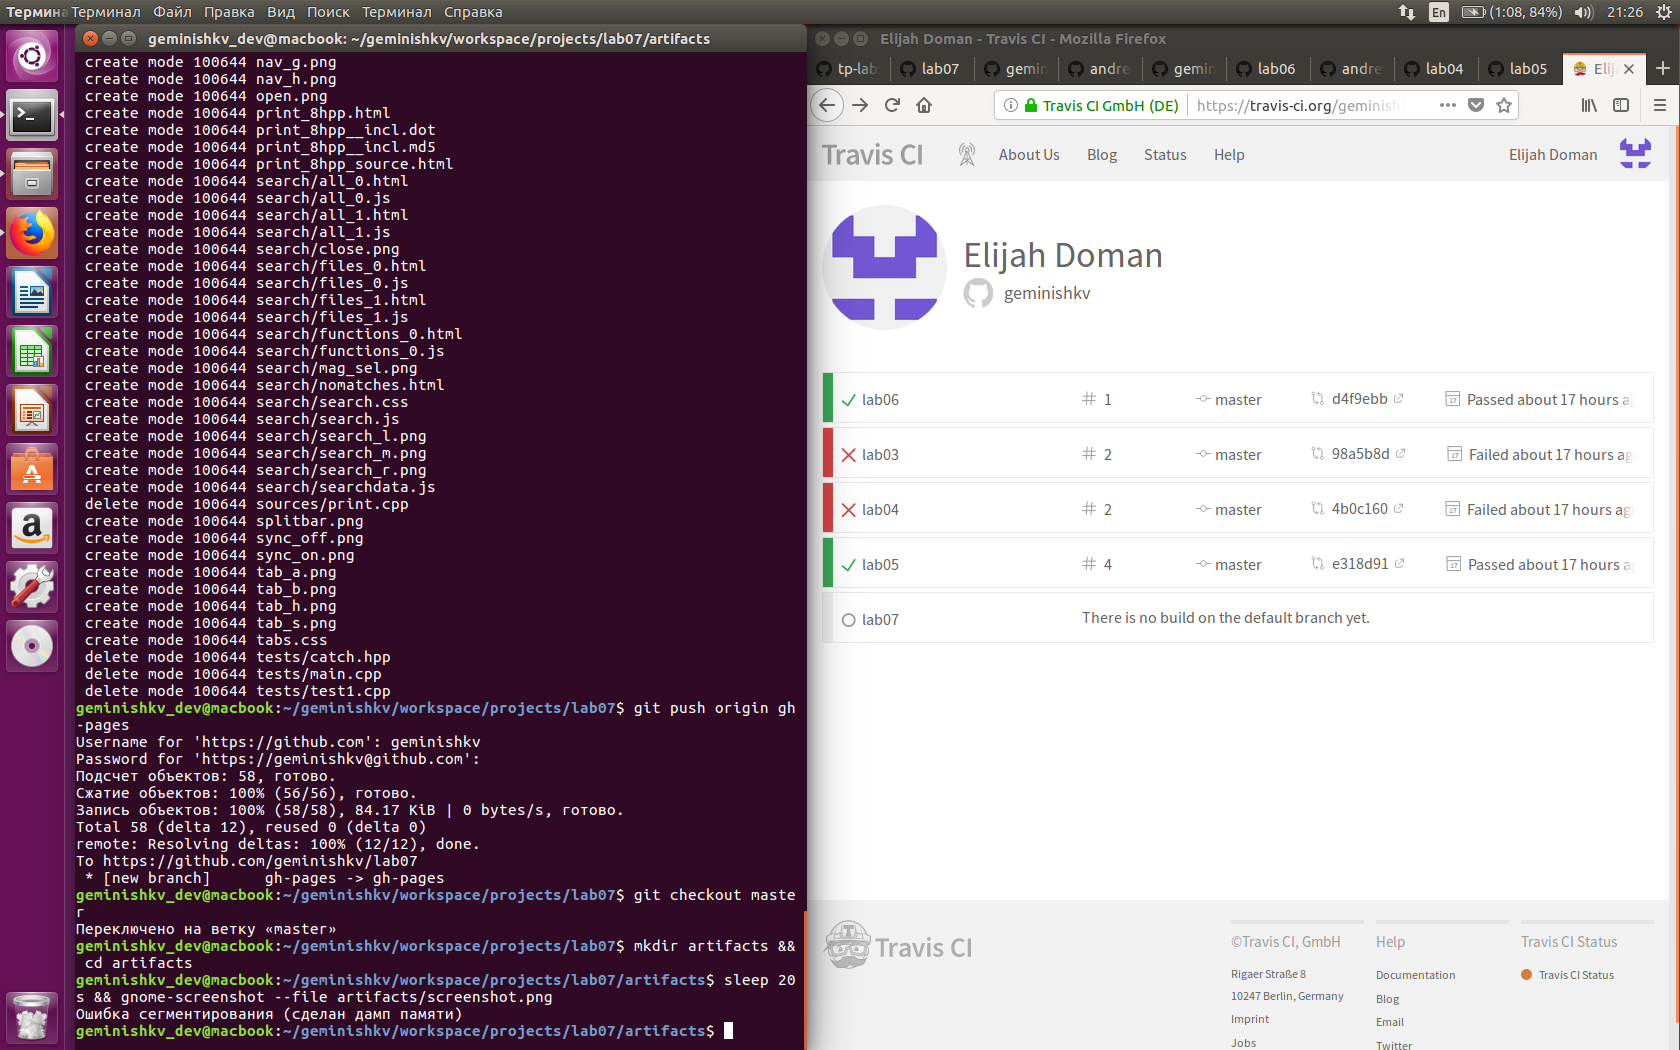 Термина Терминал Файл Правка Вид Поиск Терминал Справка
En (1:08, 84%) 21:26
geminishkv_dev@macbook: ~/geminishkv/workspace/projects/lab07/artifacts
create mode 100644 nav_g.png
create mode 100644 nav_h.png
create mode 100644 open.png
create mode 100644 print_8hpp.html
create mode 100644 print_8hpp__incl.dot
create mode 100644 print_8hpp__incl.md5
create mode 100644 print_8hpp_source.html
create mode 100644 search/all_0.html
create mode 100644 search/all_0.js
create mode 100644 search/all_1.html
create mode 100644 search/all_1.js
create mode 100644 search/close.png
create mode 100644 search/files_0.html
create mode 100644 search/files_0.js
create mode 100644 search/files_1.html
create mode 100644 search/files_1.js
create mode 100644 search/functions_0.html
create mode 100644 search/functions_0.js
create mode 100644 search/mag_sel.png
create mode 100644 search/nomatches.html
create mode 100644 search/search.css
create mode 100644 search/search.js
create mode 100644 search/search_l.png
create mode 100644 search/search_m.png
create mode 100644 search/search_r.png
create mode 100644 search/searchdata.js
delete mode 100644 sources/print.cpp
create mode 100644 splitbar.png
create mode 100644 sync_off.png
create mode 100644 sync_on.png
create mode 100644 tab_a.png
create mode 100644 tab_b.png
create mode 100644 tab_h.png
create mode 100644 tab_s.png
create mode 100644 tabs.css
delete mode 100644 tests/catch.hpp
delete mode 100644 tests/main.cpp
delete mode 100644 tests/test1.cpp
geminishkv_dev@macbook:~/geminishkv/workspace/projects/lab07$ git push origin gh
-pages
Username for 'https://github.com': geminishkv
Password for 'https://geminishkv@github.com':
Подсчет объектов: 58, готово.
Сжатие объектов: 100% (56/56), готово.
Запись объектов: 100% (58/58), 84.17 KiB | 0 bytes/s, готово.
Total 58 (delta 12), reused 0 (delta 0)
remote: Resolving deltas: 100% (12/12), done.
To https://github.com/geminishkv/lab07
* [new branch]      gh-pages -> gh-pages
geminishkv_dev@macbook:~/geminishkv/workspace/projects/lab07$ git checkout maste
r
Переключено на ветку «master»
geminishkv_dev@macbook:~/geminishkv/workspace/projects/lab07$ mkdir artifacts &&
cd artifacts
geminishkv_dev@macbook:~/geminishkv/workspace/projects/lab07/artifacts$ sleep 20
s && gnome-screenshot --file artifacts/screenshot.png
Ошибка сегментирования (сделан дамп памяти)
geminishkv_dev@macbook:~/geminishkv/workspace/projects/lab07/artifacts$
Elijah Doman - Travis CI - Mozilla Firefox
tp-lab lab07 gemin andre gemin lab06 andre lab04 lab05 Elij
Travis CI GmbH (DE) https://travis-ci.org/geminish
Travis CI About Us Blog Status Help Elijah Doman
Elijah Doman
geminishkv
lab06 # 1 master d4f9ebb Passed about 17 hours a
lab03 # 2 master 98a5b8d Failed about 17 hours ag
lab04 # 2 master 4b0c160 Failed about 17 hours ag
lab05 # 4 master e318d91 Passed about 17 hours a
lab07 There is no build on the default branch yet.
Travis CI
©Travis CI, GmbH
Rigaer Straße 8
10247 Berlin, Germany
Imprint
Jobs
Help
Documentation
Blog
Email
Twitter
Travis CI Status
Travis CI Status